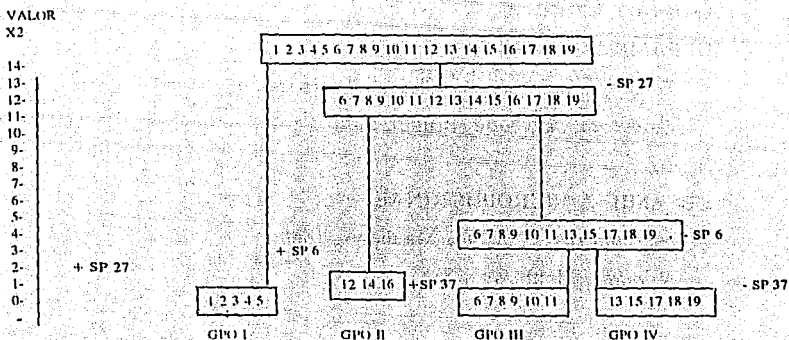 VALOR
X2
1 2 3 4 5 6 7 8 9 10 11 12 13 14 15 16 17 18 19
14-
13-
- SP 27
12-
6 7 8 9 10 11 12 13 14 15 16 17 18 19
11-
10-
9-
8-
7-
6-
5-
4-
6 7 8 9 10 11 13 15 17 18 19
- SP 6
3-
+ SP 6
2-
+ SP 27
1-
12 14 16
+ SP 37
- SP 37
0-
1 2 3 4 5
6 7 8 9 10 11
13 15 17 18 19
-
GPO I
GPO II
GPO III
GPO IV